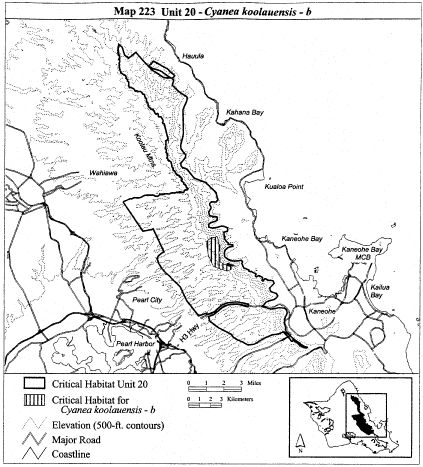 Map 223 Unit 20 - Cyanea koolauensis - b
Hauula
Kahana Bay
Koolau Mtns
Wahiawa
Kualoa Point
Kaneohe Bay
Kaneohe Bay
MCB
Kailua
Bay
Pearl City
Kaneohe
H3 Hwy
Pearl Harbor
Critical Habitat Unit 20
Critical Habitat for
Cyanea koolauensis - b
Elevation (500-ft. contours)
Major Road
Coastline
0 1 2 3 Miles
0 1 2 3 Kilometers
N